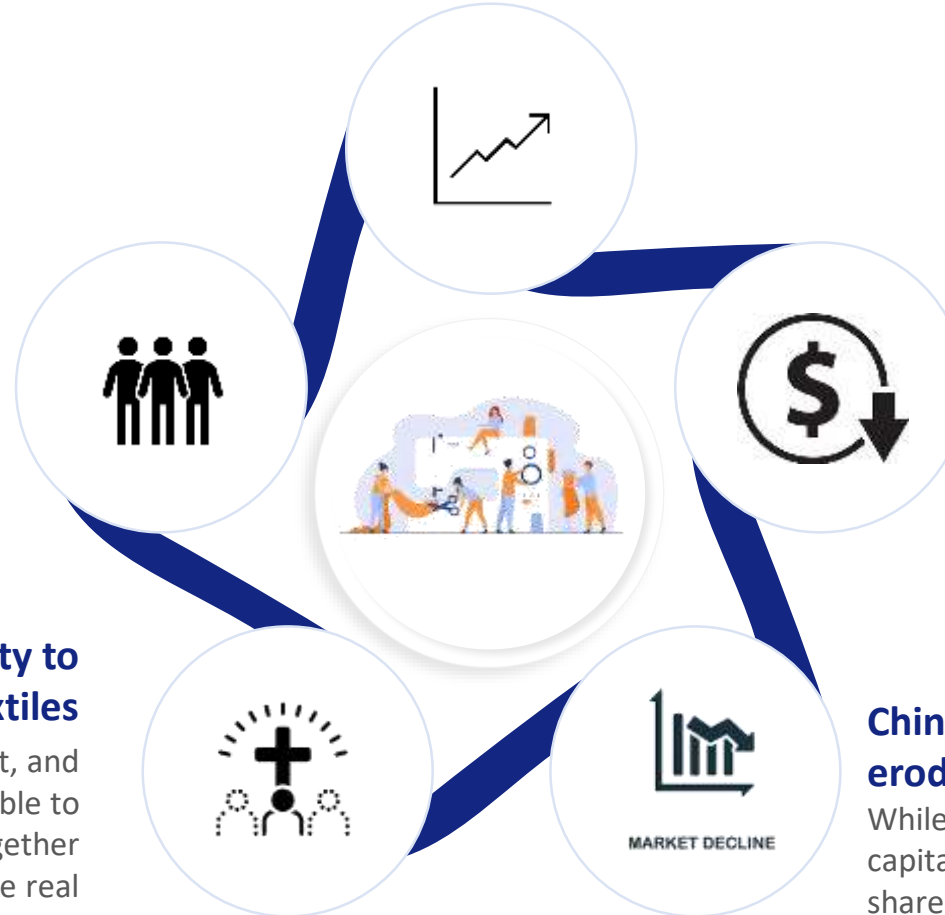 ty to
xtiles
t, and
ble to
gether
e real
MARKET DECLINE
Chin
erod
While
capita
share